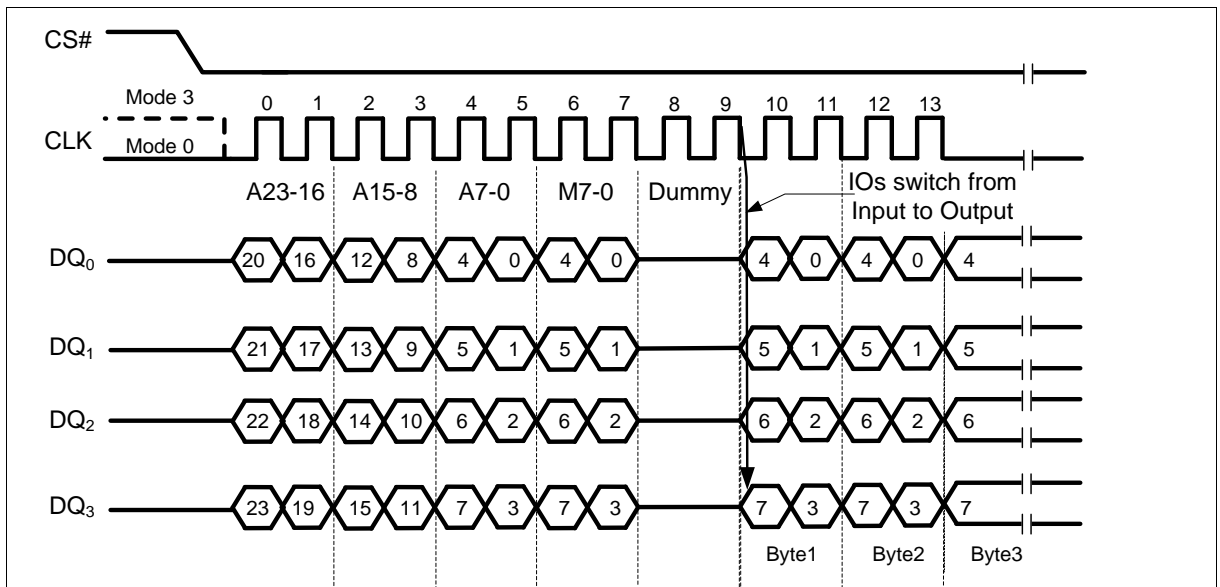 CS#
Mode 3
0 1 2 3 4 5 6 7 8 9 10 11 12 13
CLK
Mode 0
A23-16 A15-8 A7-0 M7-0 Dummy
IOs switch from
Input to Output
DQ0 20 16 12 8 4 0 4 0 4 0 4 0 4
DQ1 21 17 13 9 5 1 5 1 5 1 5 1 5
DQ2 22 18 14 10 6 2 6 2 6 2 6 2 6
DQ3 23 19 15 11 7 3 7 3 7 3 7 3 7
Byte1 Byte2 Byte3